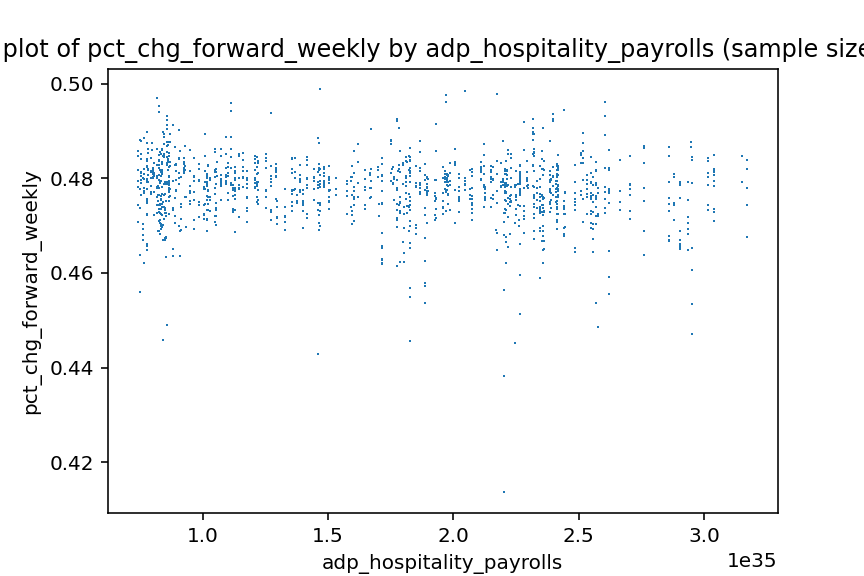 plot of pct_chg_forward_weekly by adp_hospitality_payrolls (sample size
0.50
0.48
0.46
0.44
0.42
pct_chg_forward_weekly
1.0 1.5 2.0 2.5 3.0
1e35
adp_hospitality_payrolls